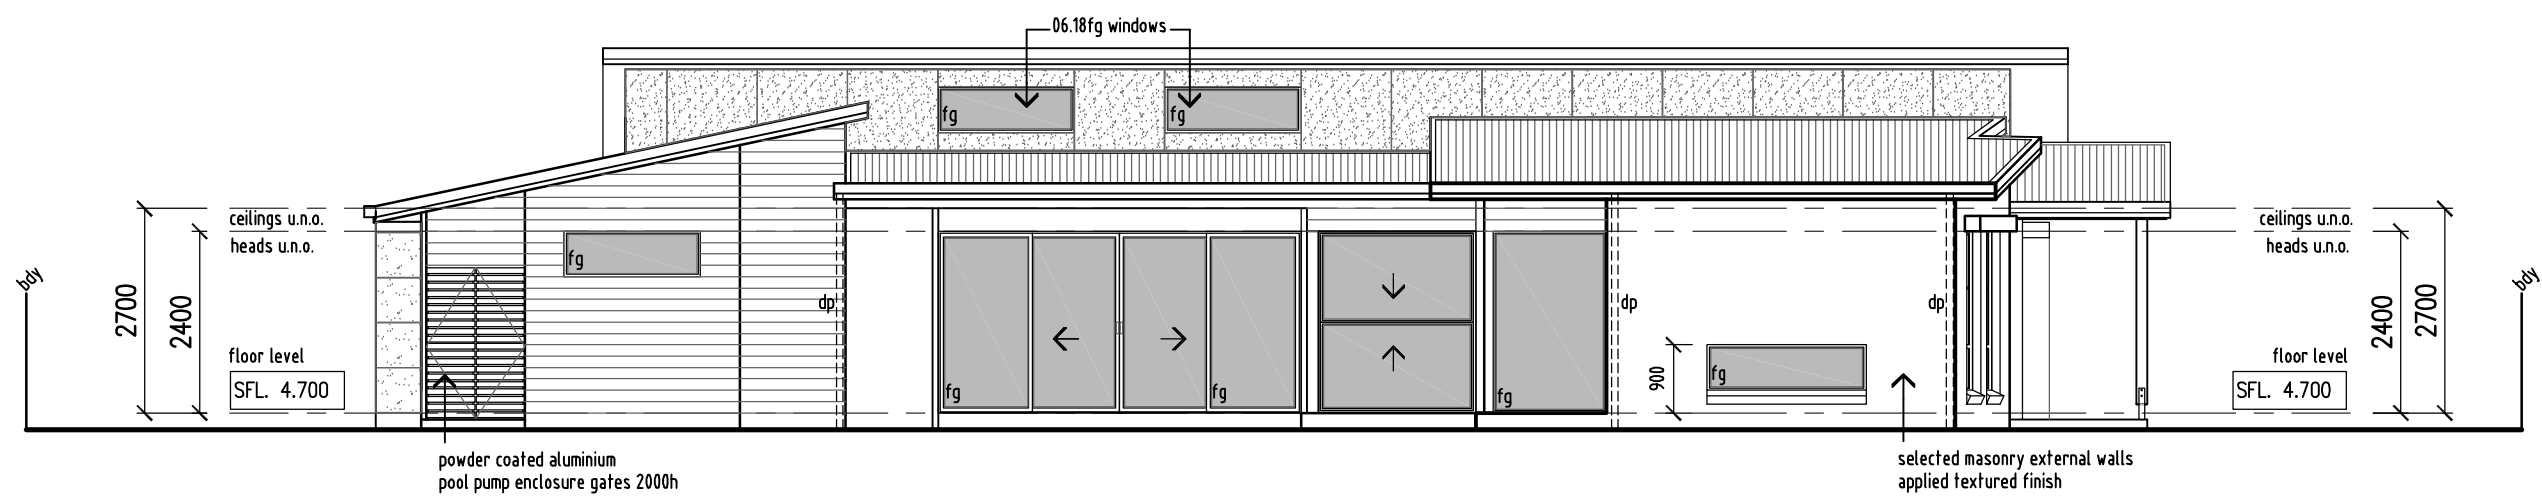 06.18fg windows
fg
fg
ceilings u.n.o.
heads u.n.o.
ceilings u.n.o.
heads u.n.o.
bdy
bdy
fg
2700
2400
dp
dp
dp
2400
2700
floor level
SFL. 4.700
floor level
SFL. 4.700
900
fg
fg
fg
fg
powder coated aluminium
pool pump enclosure gates 2000h
selected masonry external walls
applied textured finish